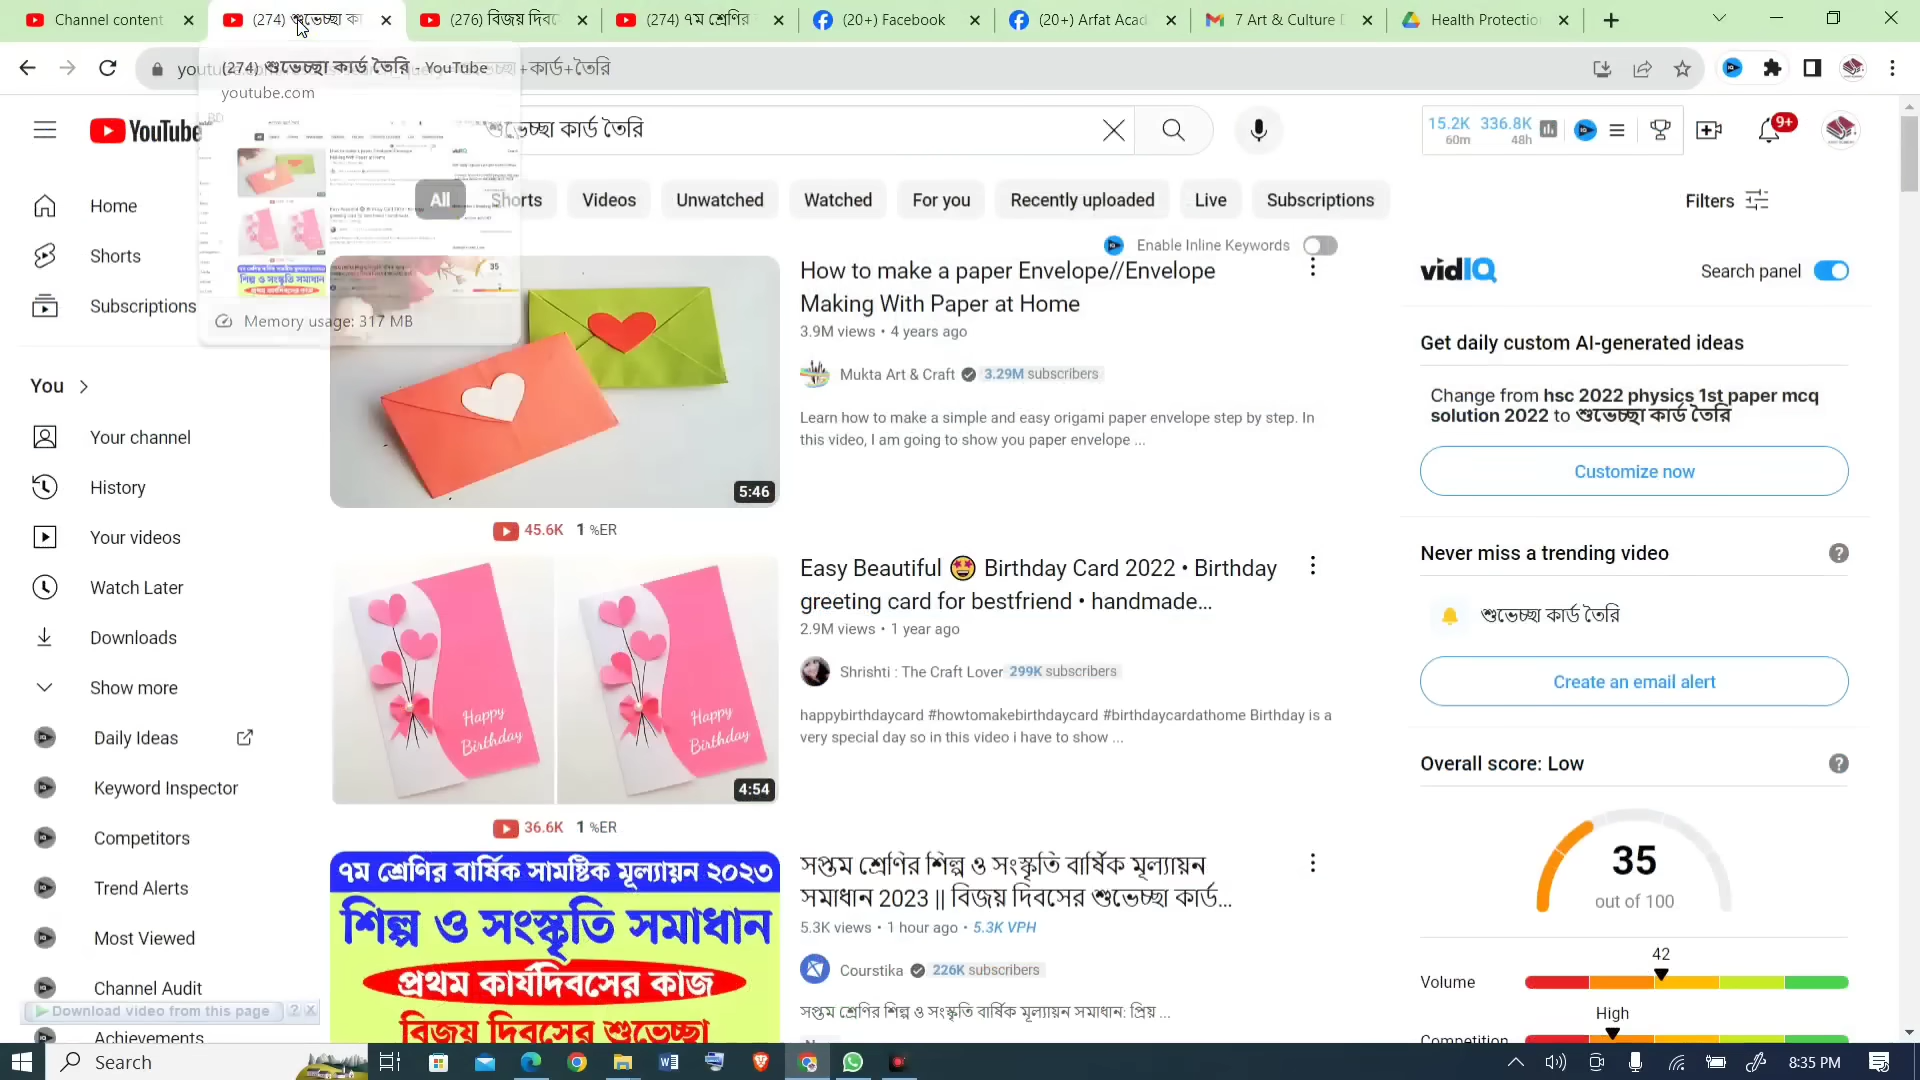 Channel content
(274) শুভেচ্ছা কা
(276) বিজয় দিবসে
(274) ৭ম শ্রেণির
(20+) Facebook
(20+) Arfat Acad
7 Art & Culture
Health Protectio
(274) শুভেচ্ছা কার্ড তৈরি - YouTube
+কার্ড+তৈরি
youtube.com
YouTube
শুভেচ্ছা কার্ড তৈরি
15.2K 336.8K
60m 48h
9+
Home
Shorts
Subscriptions
You
Your channel
History
Your videos
Watch Later
Downloads
Show more
Daily Ideas
Keyword Inspector
Competitors
Trend Alerts
Most Viewed
Channel Audit
Achievements
Download video from this page ? X
Memory usage: 317 MB
All Shorts Videos Unwatched Watched For you Recently uploaded Live Subscriptions
Filters
Enable Inline Keywords
How to make a paper Envelope//Envelope
Making With Paper at Home
3.9M views • 4 years ago
Mukta Art & Craft 3.29M subscribers
Learn how to make a simple and easy origami paper envelope step by step. In
this video, I am going to show you paper envelope ...
5:46
45.6K 1 %ER
Happy
Birthday
Happy
Birthday
4:54
Easy Beautiful 🤩 Birthday Card 2022 • Birthday
greeting card for bestfriend • handmade...
2.9M views • 1 year ago
Shrishti : The Craft Lover 299K subscribers
happybirthdaycard #howtomakebirthdaycard #birthdaycardathome Birthday is a
very special day so in this video i have to show ...
36.6K 1 %ER
৭ম শ্রেণির বার্ষিক সামষ্টিক মূল্যায়ন ২০২৩
শিল্প ও সংস্কৃতি সমাধান
প্রথম কার্যদিবসের কাজ
বিজয় দিবসের শুভেচ্ছা
সপ্তম শ্রেণির শিল্প ও সংস্কৃতি বার্ষিক মূল্যায়ন
সমাধান 2023 || বিজয় দিবসের শুভেচ্ছা কার্ড...
5.3K views • 1 hour ago • 5.3K VPH
Courstika 226K subscribers
সপ্তম শ্রেণির শিল্প ও সংস্কৃতি বার্ষিক মূল্যায়ন সমাধান: প্রিয় ...
vidIQ
Search panel
Get daily custom AI-generated ideas
Change from hsc 2022 physics 1st paper mcq
solution 2022 to শুভেচ্ছা কার্ড তৈরি
Customize now
Never miss a trending video
শুভেচ্ছা কার্ড তৈরি
Create an email alert
Overall score: Low
35
out of 100
42
Volume
High
Competition
Search
8:35 PM